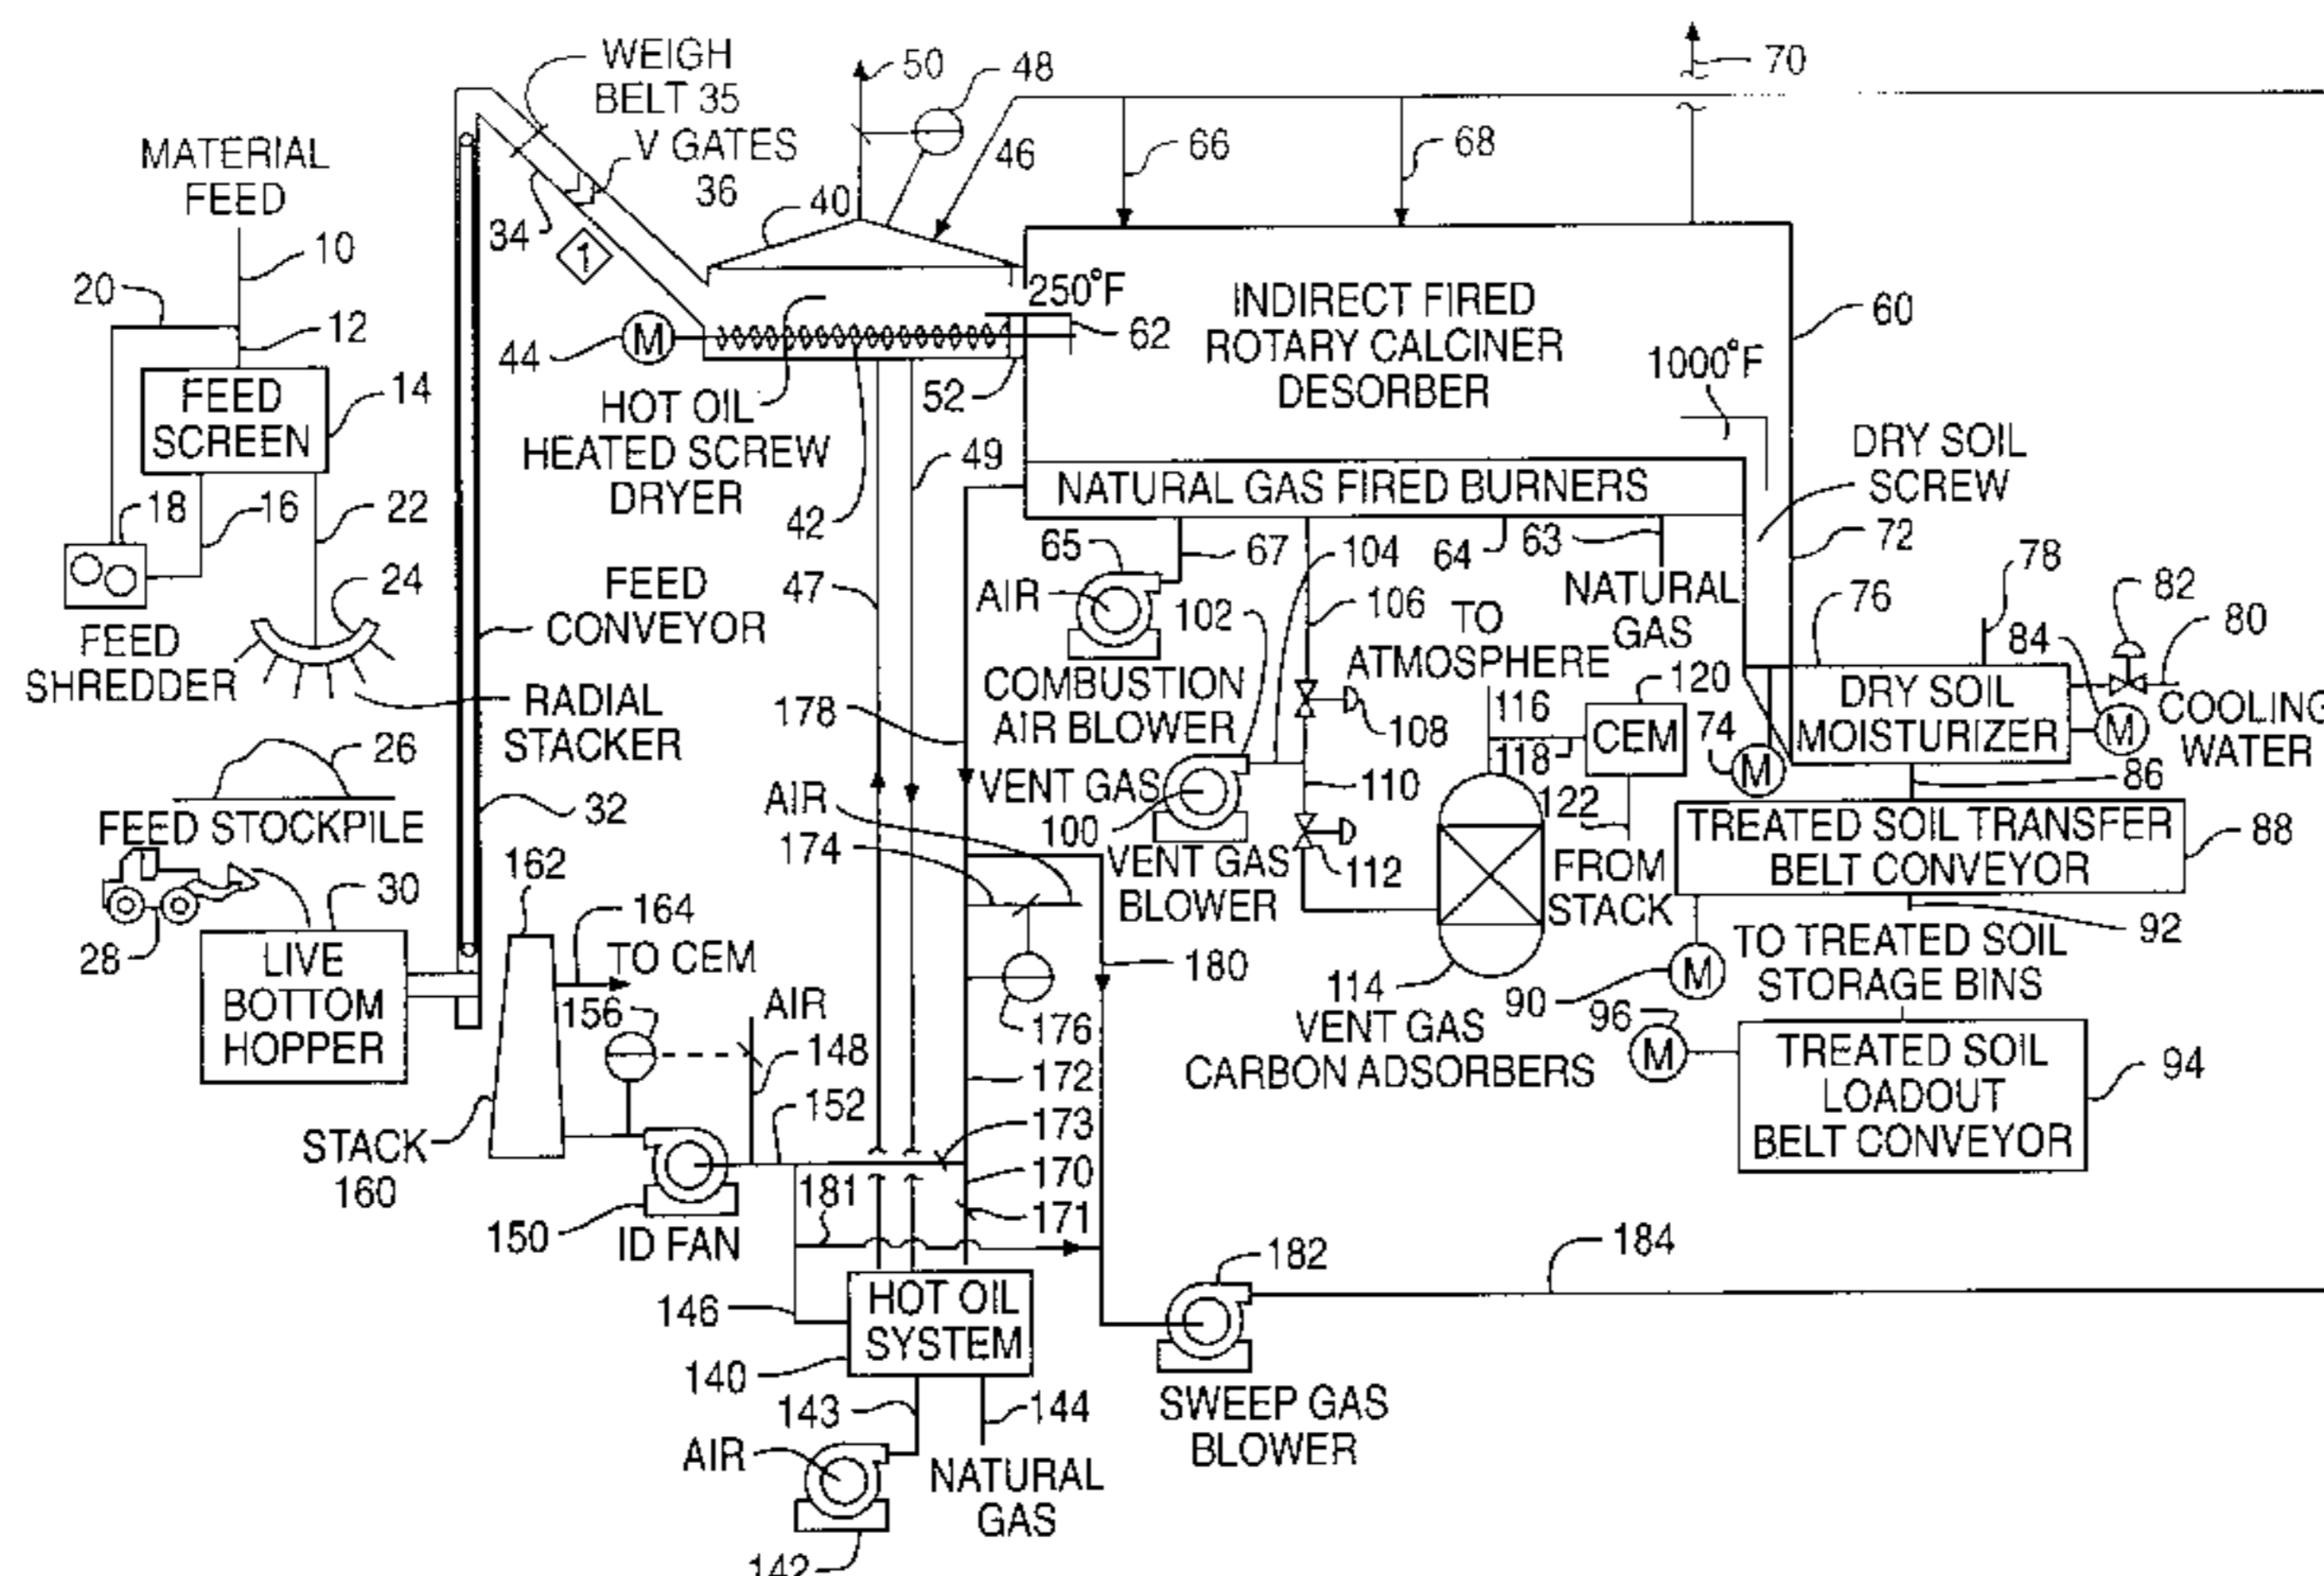 WEIGH
BELT 35
V GATES
36
50
48
70
46
66
68
MATERIAL
FEED
40
34
1
10
20
12
250°F
INDIRECT FIRED
ROTARY CALCINER
DESORBER
60
44
M
62
1000°F
FEED
SCREEN
14
HOT OIL
HEATED SCREW
DRYER
52
49
42
DRY SOIL
SCREW
NATURAL GAS FIRED BURNERS
18
16
22
65
67
104
64
63
72
78
FEED
SHREDDER
24
FEED
CONVEYOR
47
AIR
COMBUSTION
AIR BLOWER
102
106
TO
ATMOSPHERE
NATURAL
GAS
76
82
80
84
RADIAL
STACKER
178
108
116
118
CEM
120
74
M
DRY SOIL
MOISTURIZER
M
COOLING
WATER
26
FEED STOCKPILE
32
AIR
174
VENT GAS
100
VENT GAS
BLOWER
110
112
122
FROM
STACK
86
TREATED SOIL TRANSFER
BELT CONVEYOR
88
28
30
LIVE
BOTTOM
HOPPER
162
164
TO CEM
156
AIR
148
180
176
114
VENT GAS
CARBON ADSORBERS
90
M
92
TO TREATED SOIL
STORAGE BINS
96
M
TREATED SOIL
LOADOUT
BELT CONVEYOR
94
STACK
160
152
172
173
170
171
181
150
ID FAN
146
HOT OIL
SYSTEM
140
182
184
SWEEP GAS
BLOWER
143
144
AIR
NATURAL
GAS
142